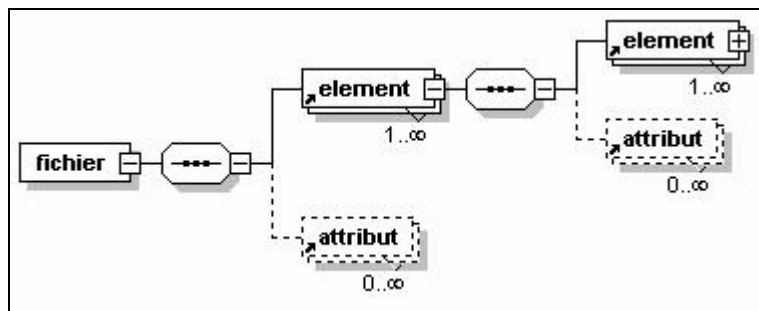 element
1..∞
element
1..∞
fichier
attribut
0..∞
attribut
0..∞